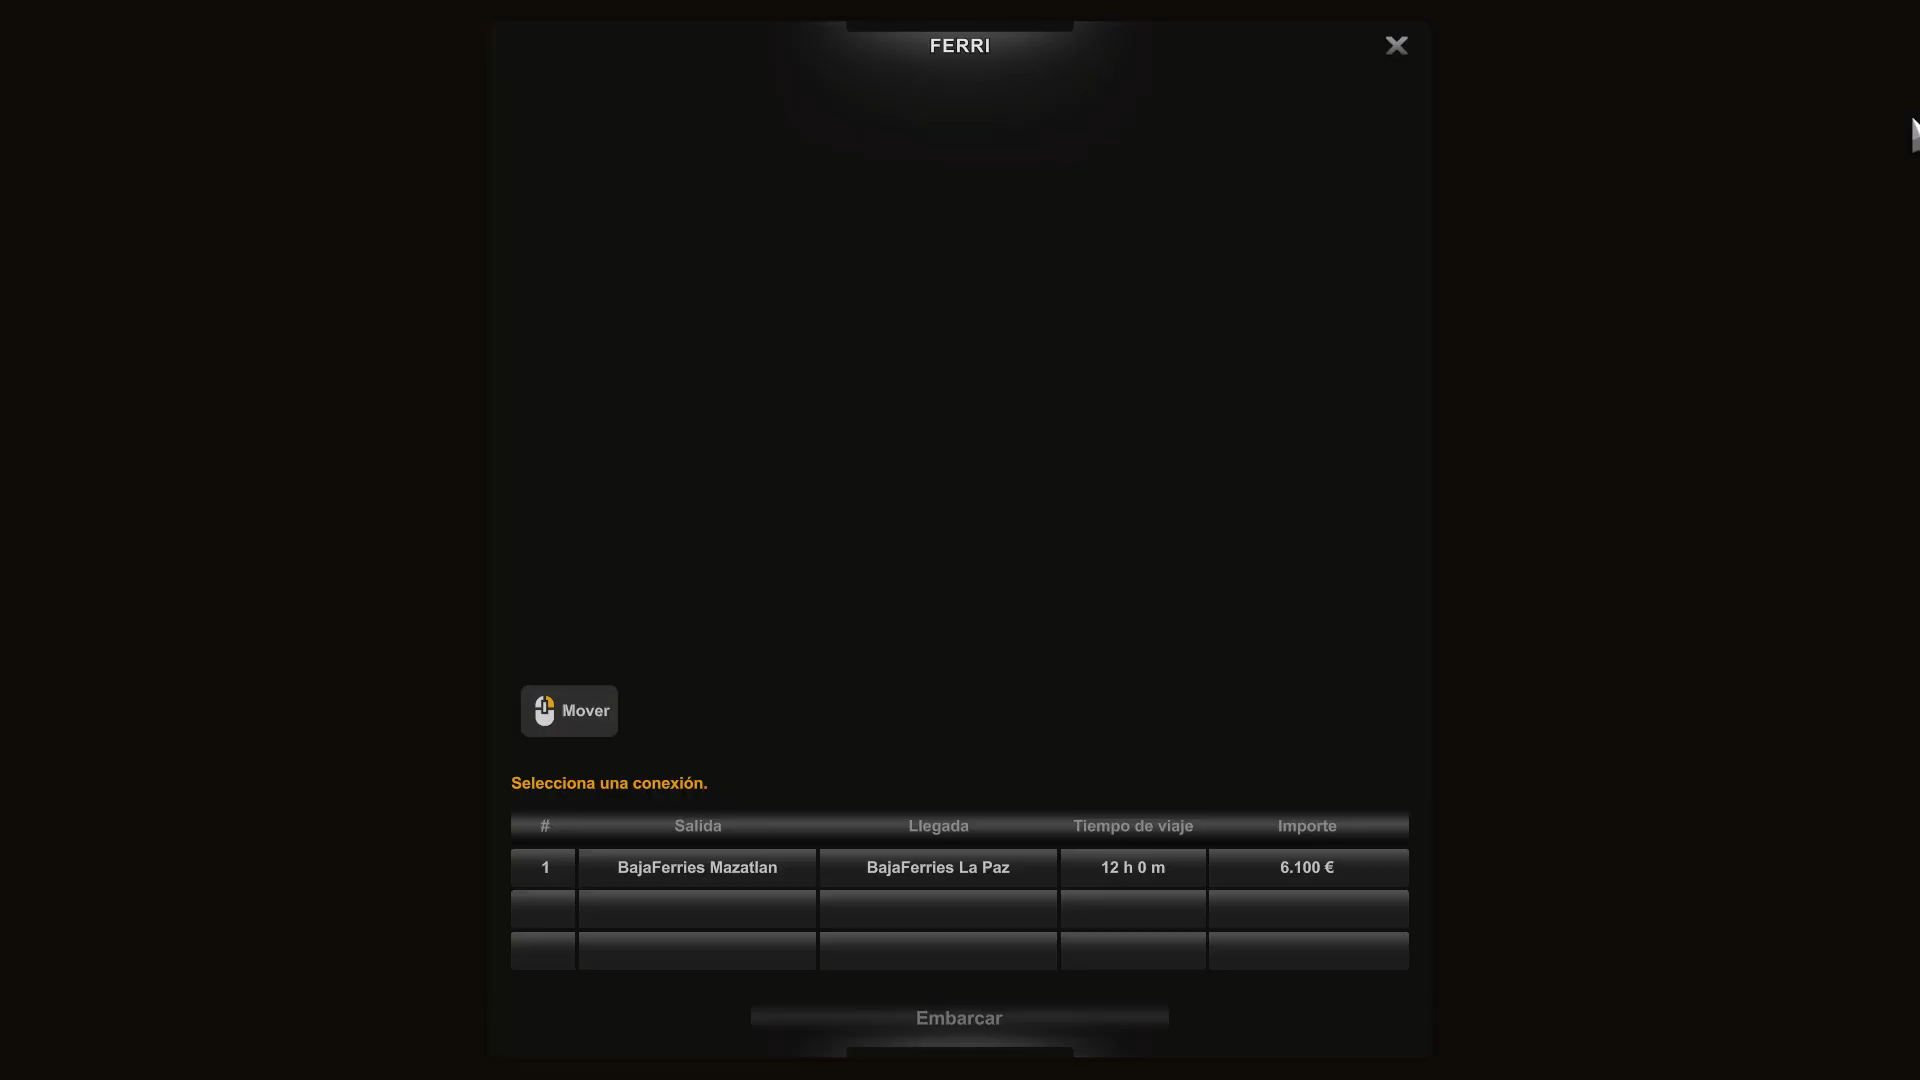 FERRI
Mover
Selecciona una conexión.
# Salida Llegada Tiempo de viaje Importe
1 BajaFerries Mazatlan BajaFerries La Paz 12 h 0 m 6.100 €
Embarcar